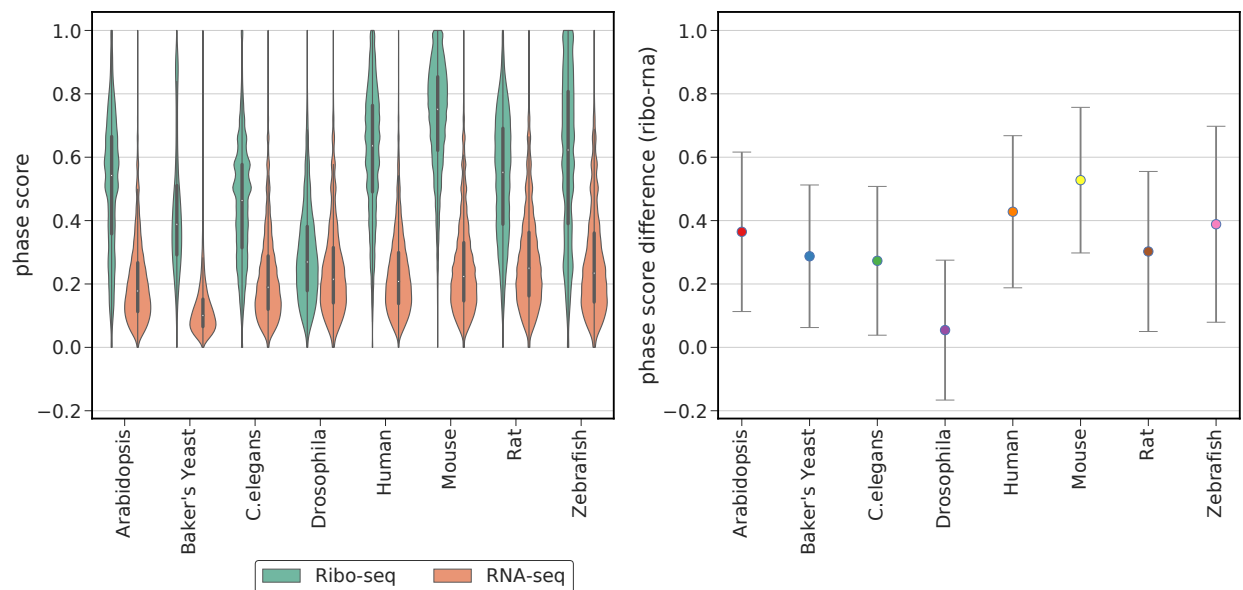 phase score
1.0
0.8
0.6
0.4
0.2
0.0
−0.2
Arabidopsis
Baker's Yeast
C.elegans
Drosophila
Human
Mouse
Rat
Zebrafish
Ribo-seq
RNA-seq
phase score difference (ribo-rna)
1.0
0.8
0.6
0.4
0.2
0.0
−0.2
Arabidopsis
Baker's Yeast
C.elegans
Drosophila
Human
Mouse
Rat
Zebrafish